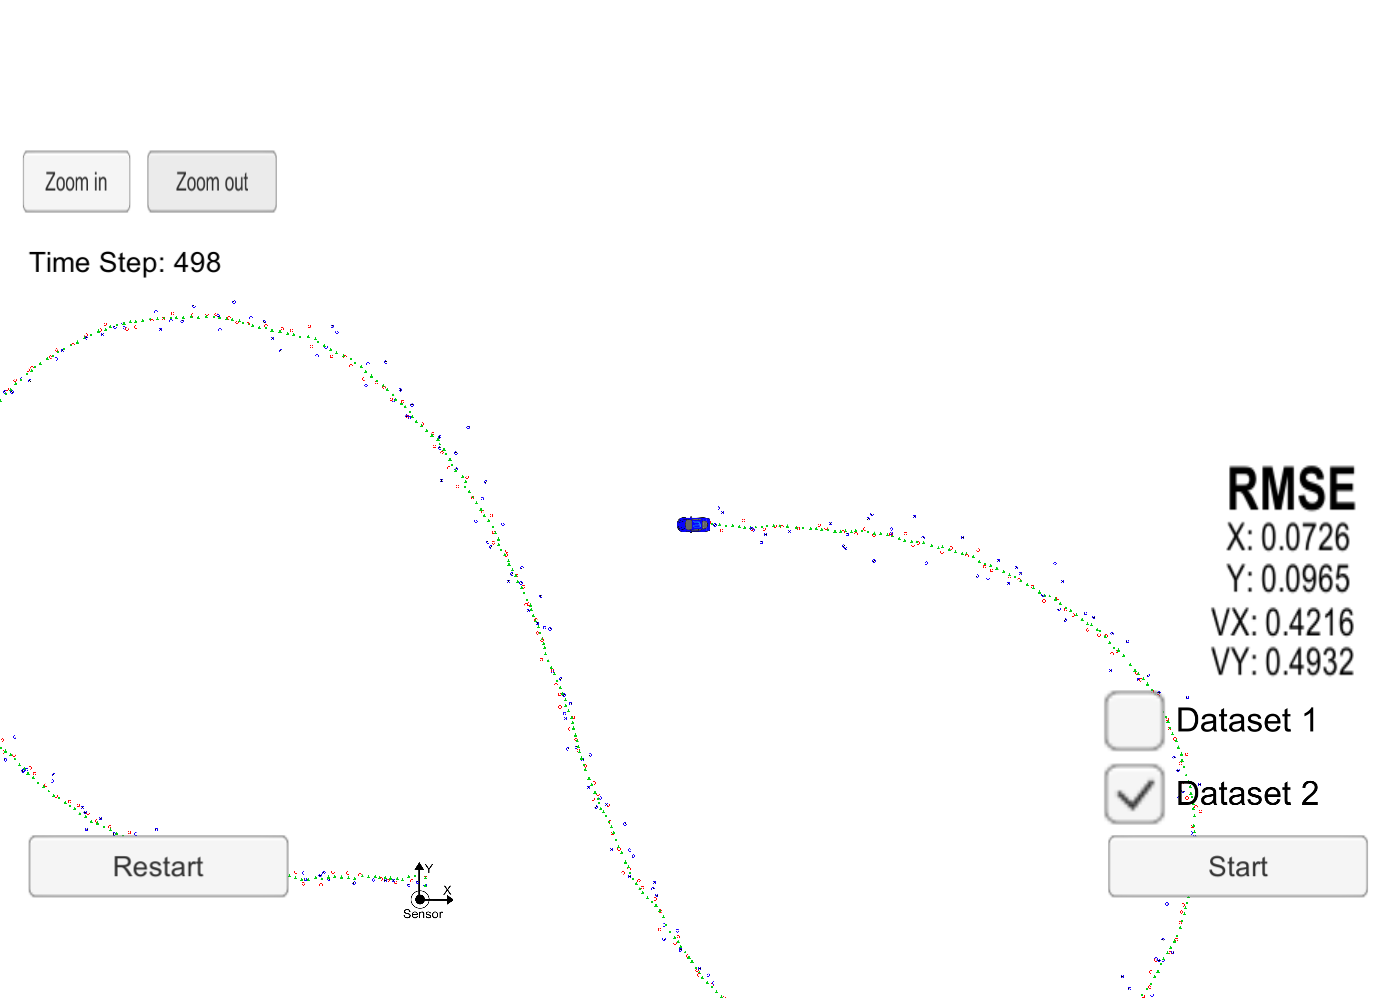 Zoom in
Zoom out
Time Step: 498
RMSE
X: 0.0726
Y: 0.0965
VX: 0.4216
VY: 0.4932
Dataset 1
Dataset 2
Restart
Start
Y
X
Sensor